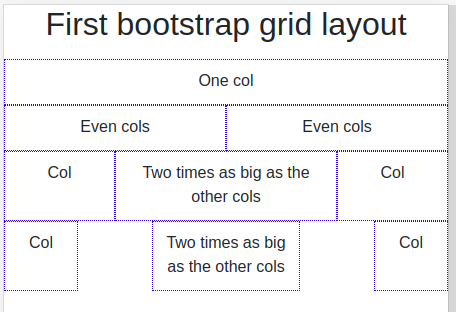 First bootstrap grid layout
One col
Even cols Even cols
Col Two times as big as the Col
other cols
Col Two times as big Col
as the other cols